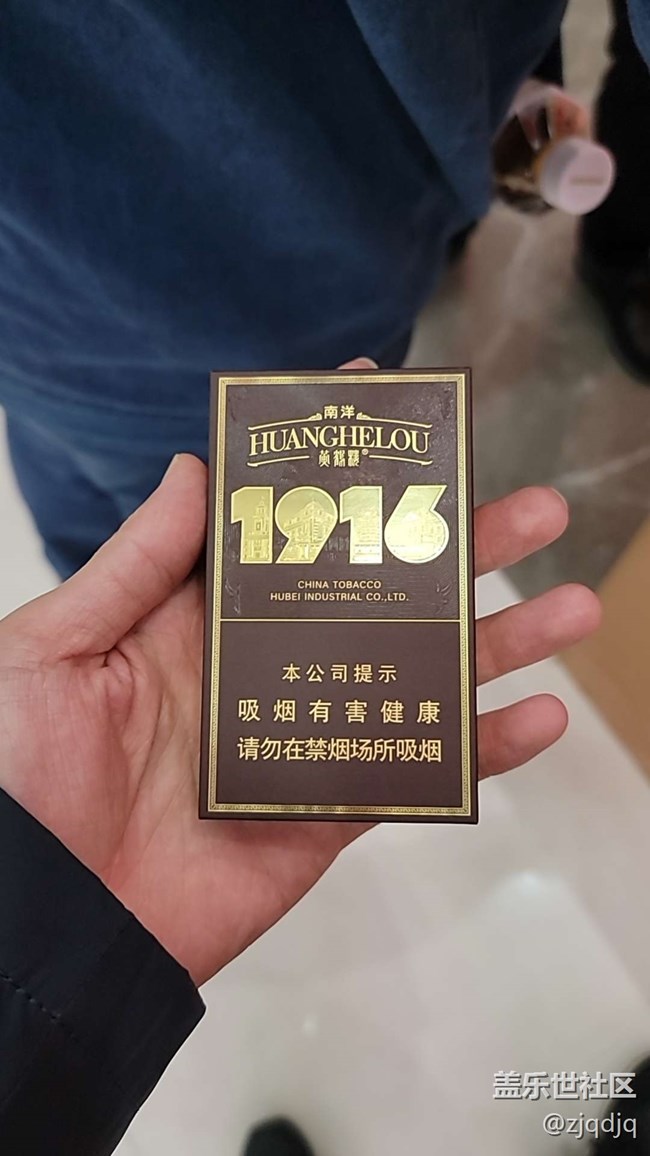 南洋
HUANGHELOU
黄鹤楼®
1916
CHINA TOBACCO
HUBEI INDUSTRIAL CO.,LTD.
本公司提示
吸烟有害健康
请勿在禁烟场所吸烟
盖乐世社区
@zjqdjq